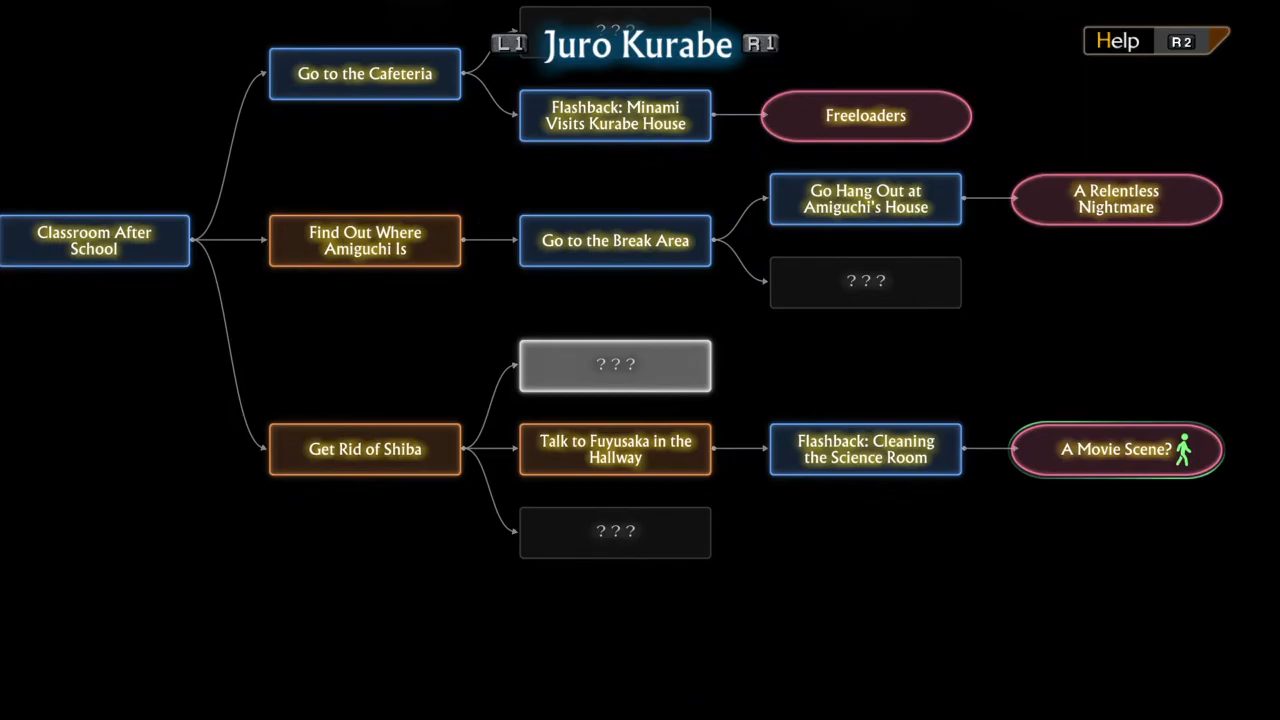 ???
L1 Juro Kurabe R1
Help R2
Go to the Cafeteria
Flashback: Minami
Visits Kurabe House
Freeloaders
Go Hang Out at
Amiguchi's House
A Relentless
Nightmare
Classroom After
School
Find Out Where
Amiguchi Is
Go to the Break Area
???
???
Get Rid of Shiba
Talk to Fuyusaka in the
Hallway
Flashback: Cleaning
the Science Room
A Movie Scene?
???